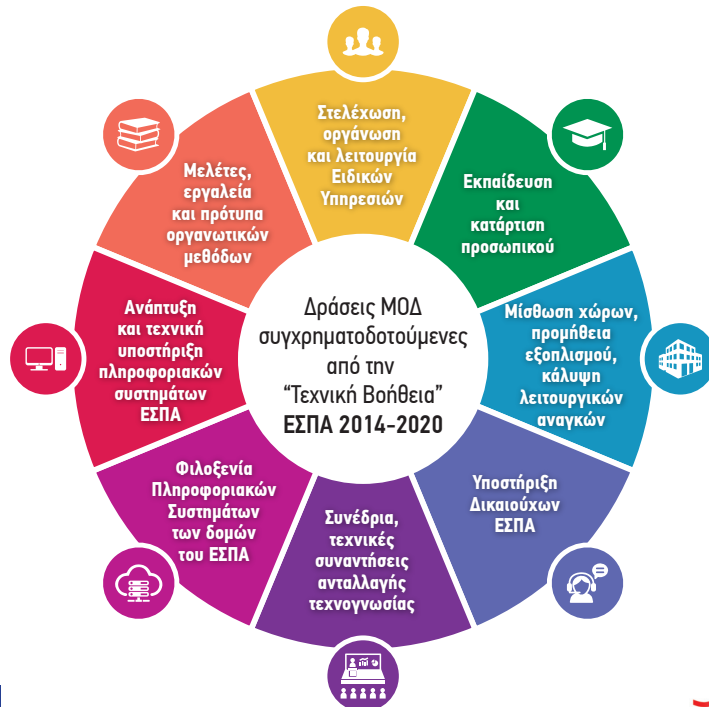 Στελέχωση,
οργάνωση
και λειτουργία
Ειδικών
Υπηρεσιών
Εκπαίδευση
και
κατάρτιση
προσωπικού
Μίσθωση χώρων,
προμήθεια
εξοπλισμού,
κάλυψη
λειτουργικών
αναγκών
Υποστήριξη
Δικαιούχων
ΕΣΠΑ
Συνέδρια,
τεχνικές
συναντήσεις
ανταλλαγής
τεχνογνωσίας
Φιλοξενία
Πληροφοριακών
Συστημάτων
των δομών
του ΕΣΠΑ
Ανάπτυξη
και τεχνική
υποστήριξη
πληροφοριακών
συστημάτων
ΕΣΠΑ
Μελέτες,
εργαλεία
και πρότυπα
οργανωτικών
μεθόδων
Δράσεις ΜΟΔ
συγχρηματοδοτούμενες
από την
“Τεχνική Βοήθεια”
ΕΣΠΑ 2014-2020